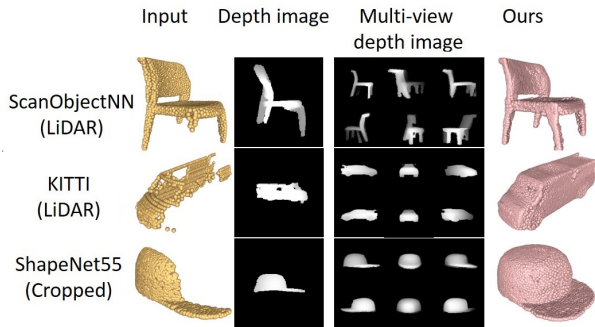 Input
Depth image
Multi-view
depth image
Ours
ScanObjectNN
(LiDAR)
KITTI
(LiDAR)
ShapeNet55
(Cropped)